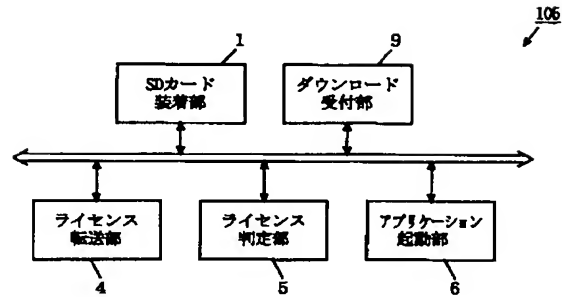 106
1
9
SDカード
装着部
ダウンロード
受付部
ライセンス
転送部
ライセンス
判定部
アプリケーション
起動部
4
5
6